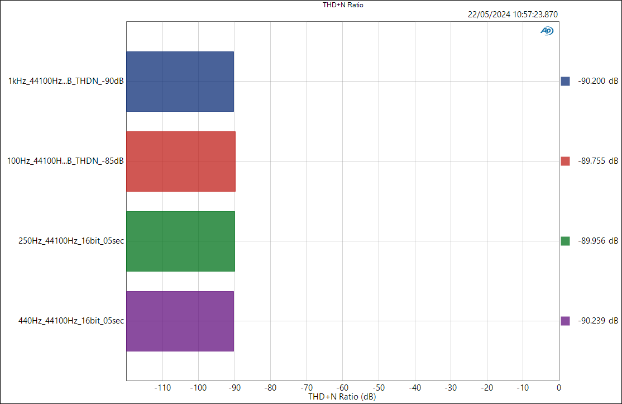 THD+N Ratio
22/05/2024 10:57:23.870
1kHz_44100Hz...B_THDN_-90dB
-90.200 dB
100Hz_44100H...B_THDN_-85dB
-89.755 dB
250Hz_44100Hz_16bit_05sec
-89.956 dB
440Hz_44100Hz_16bit_05sec
-90.239 dB
-110 -100 -90 -80 -70 -60 -50 -40 -30 -20 -10 0
THD+N Ratio (dB)